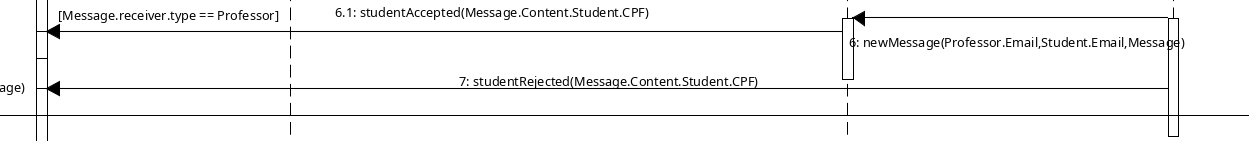 [Message.receiver.type == Professor]
6.1: studentAccepted(Message.Content.Student.CPF)
6: newMessage(Professor.Email,Student.Email,Message)
7: studentRejected(Message.Content.Student.CPF)
age)